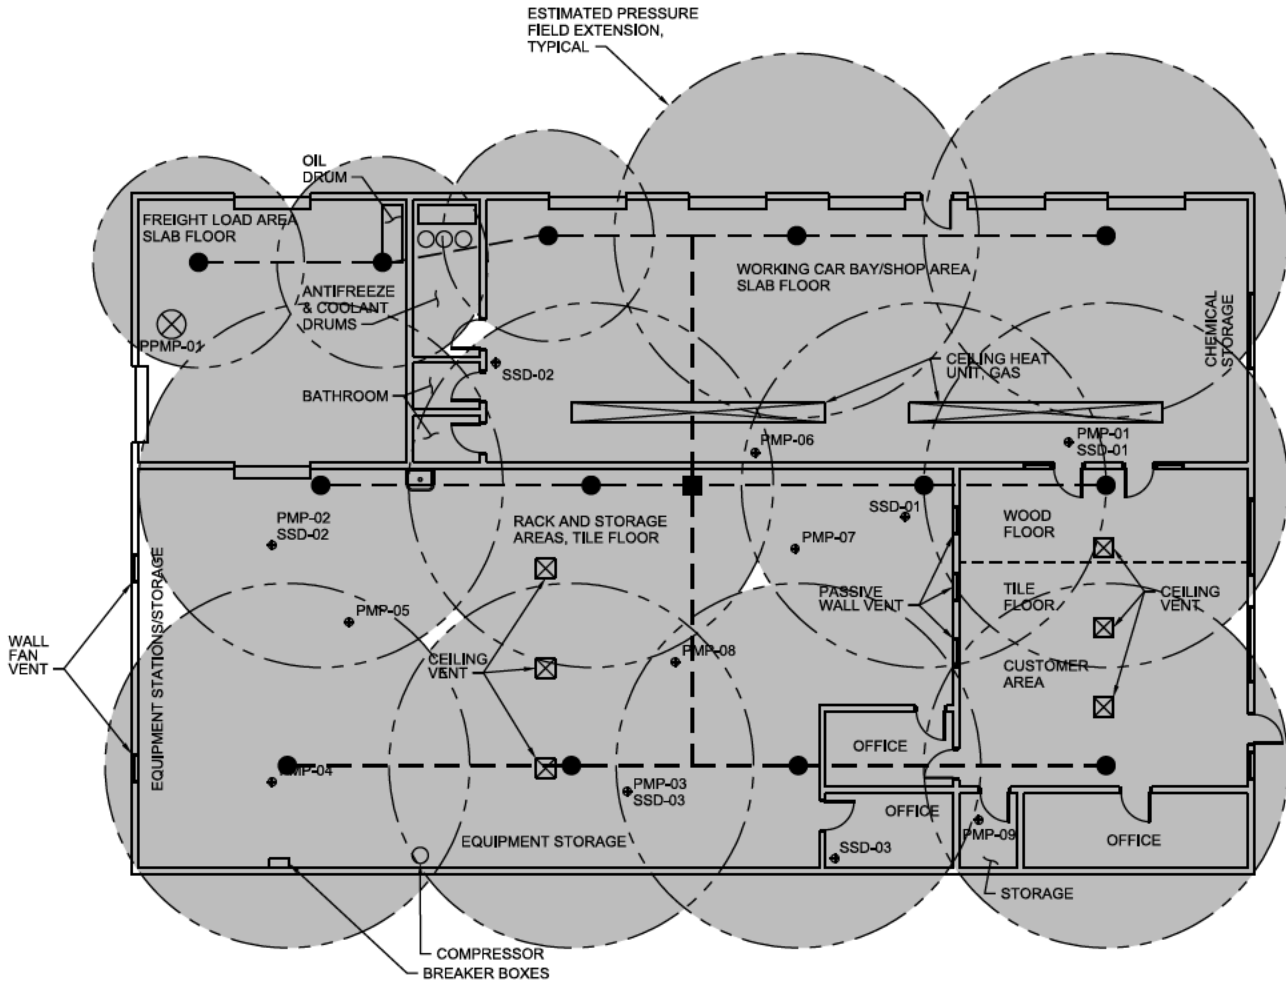 ESTIMATED PRESSURE
FIELD EXTENSION,
TYPICAL
OIL
DRUM
FREIGHT LOAD AREA
SLAB FLOOR
WORKING CAR BAY/SHOP AREA
SLAB FLOOR
ANTIFREEZE
& COOLANT
DRUMS
CHEMICAL
STORAGE
PPMP-01
SSD-02
CEILING HEAT
UNIT, GAS
BATHROOM
PMP-06
PMP-01
SSD-01
PMP-02
SSD-02
RACK AND STORAGE
AREAS, TILE FLOOR
SSD-01
WOOD
FLOOR
PMP-07
EQUIPMENT STATIONS/STORAGE
PASSIVE
WALL VENT
TILE
FLOOR
CEILING
VENT
PMP-05
WALL
FAN
VENT
CEILING
VENT
PMP-08
CUSTOMER
AREA
OFFICE
PMP-04
PMP-03
SSD-03
EQUIPMENT STORAGE
OFFICE
PMP-09
OFFICE
SSD-03
STORAGE
COMPRESSOR
BREAKER BOXES